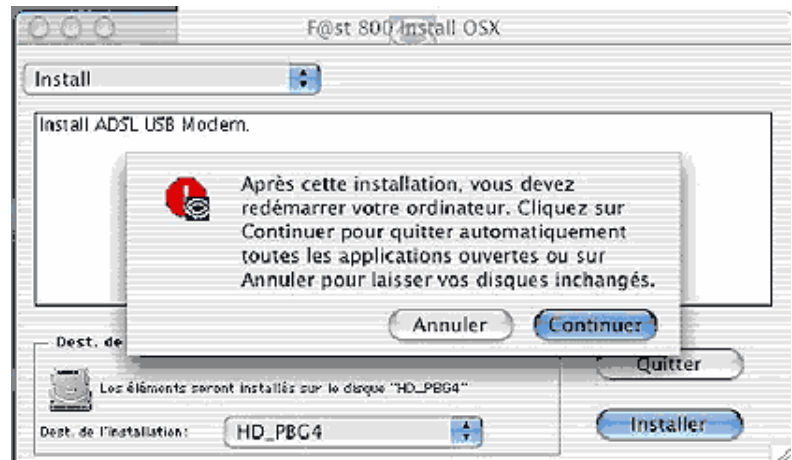 F@st 800 Install OSX
Install
Install ADSL USB Modem.
Après cette installation, vous devez
redémarrer votre ordinateur. Cliquez sur
Continuer pour quitter automatiquement
toutes les applications ouvertes ou sur
Annuler pour laisser vos disques inchangés.
Annuler
Continuer
Dest. de
Quitter
Los éléments seront installés sur le disque "HD_PBG4"
Dest. de l'installation:
HD_PBG4
Installer